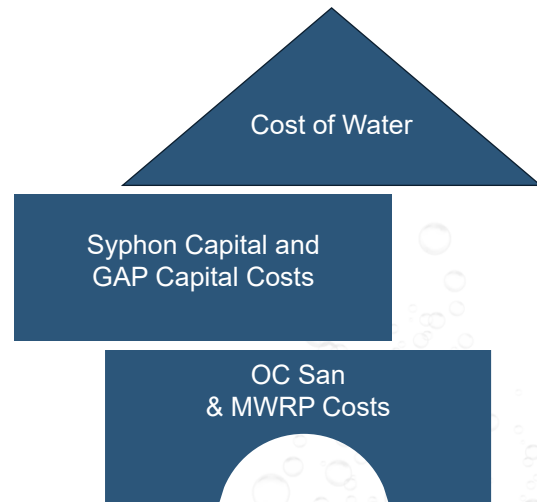 Cost of Water
Syphon Capital and
GAP Capital Costs
OC San
& MWRP Costs